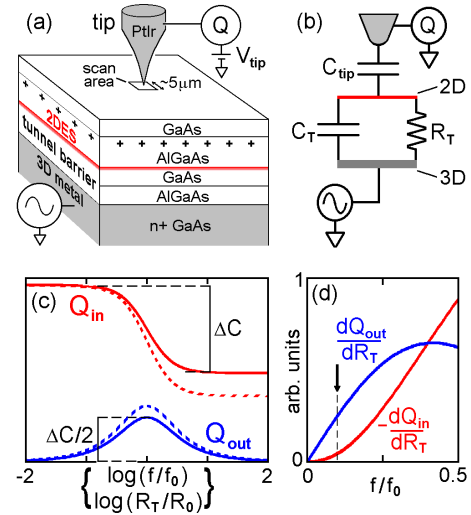 (a)
tip
PtIr
Q
V_tip
scan
area
~5μm
+ + + + +
2DES
tunnel barrier
3D metal
GaAs
+ + + + + + + +
AlGaAs
GaAs
AlGaAs
n+ GaAs
(b)
Q
C_tip
2D
C_T
R_T
3D
(c)
Q_in
ΔC
ΔC/2
Q_out
-2
2
log(f/f_0)
log(R_T/R_0)
(d)
1
arb. units
0
dQ_out
dR_T
-dQ_in
dR_T
0
0.5
f/f_0